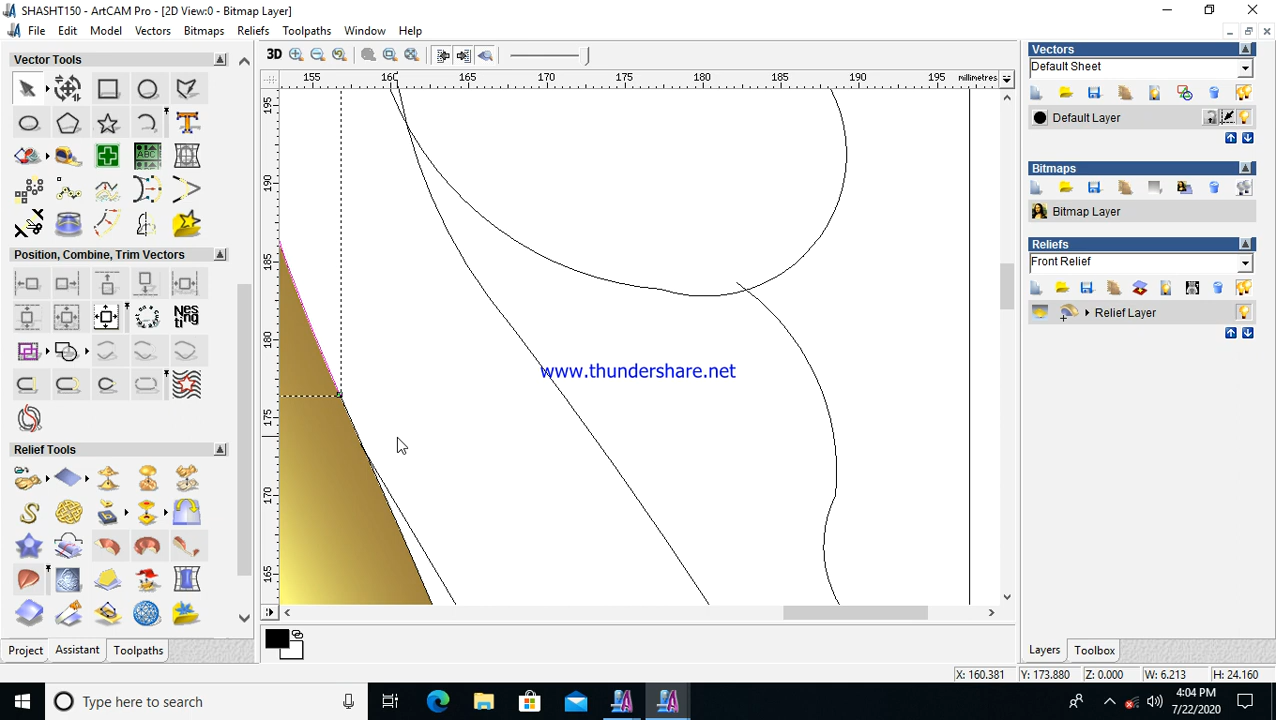 SHASHT150 - ArtCAM Pro - [2D View:0 - Bitmap Layer]
File Edit Model Vectors Bitmaps Reliefs Toolpaths Window Help
Vector Tools
3D
155 160 165 170 175 180 185 190 195 millimetres
195
190
185
180
175
170
165
T
ABC
Position, Combine, Trim Vectors
Nes
ti
ng
Relief Tools
www.thundershare.net
Project Assistant Toolpaths
Vectors
Default Sheet
Default Layer
Bitmaps
Bitmap Layer
Reliefs
Front Relief
Relief Layer
Layers Toolbox
X: 160.381 Y: 173.880 Z: 0.000 W: 6.213 H: 24.160
Type here to search
4:04 PM
7/22/2020